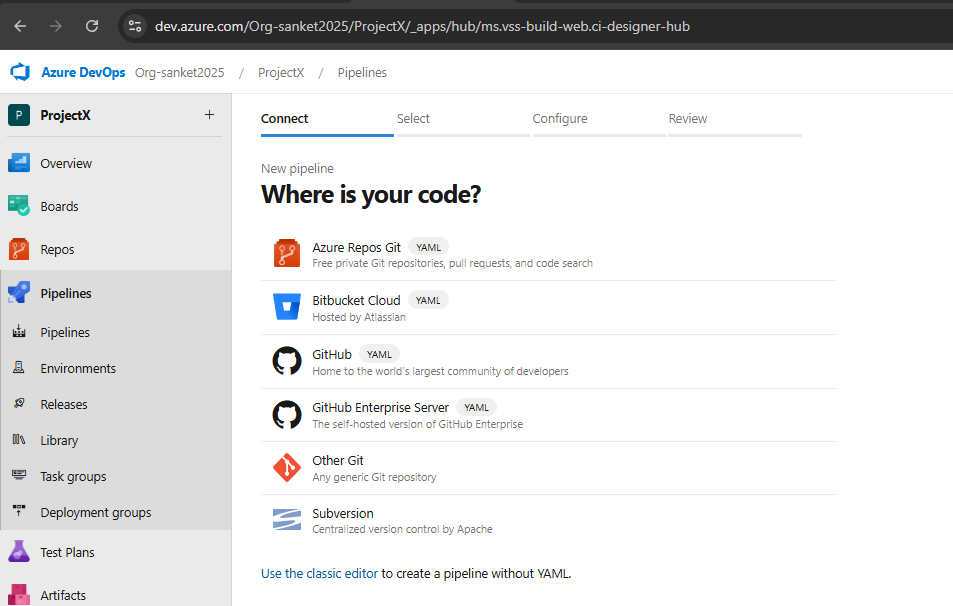 dev.azure.com/Org-sanket2025/ProjectX/_apps/hub/ms.vss-build-web.ci-designer-hub
Azure DevOps Org-sanket2025 / ProjectX / Pipelines
P ProjectX +
Overview
Boards
Repos
Pipelines
Pipelines
Environments
Releases
Library
Task groups
Deployment groups
Test Plans
Artifacts
Connect Select Configure Review
New pipeline
Where is your code?
Azure Repos Git YAML
Free private Git repositories, pull requests, and code search
Bitbucket Cloud YAML
Hosted by Atlassian
GitHub YAML
Home to the world's largest community of developers
GitHub Enterprise Server YAML
The self-hosted version of GitHub Enterprise
Other Git
Any generic Git repository
Subversion
Centralized version control by Apache
Use the classic editor to create a pipeline without YAML.